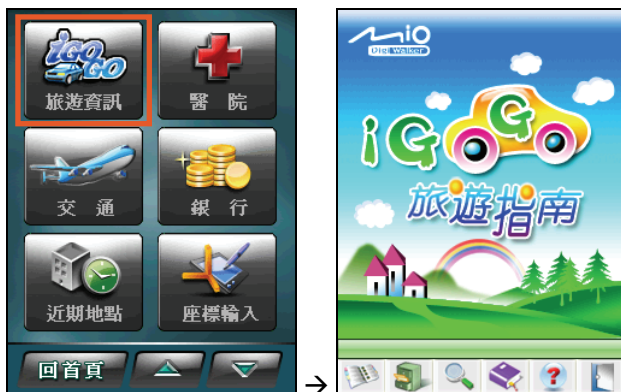 iGO GO
旅遊資訊
醫 院
交 通
銀 行
近期地點
座標輸入
回首頁
→
Mio
DigiWalker
iGoGo
旅遊指南
?